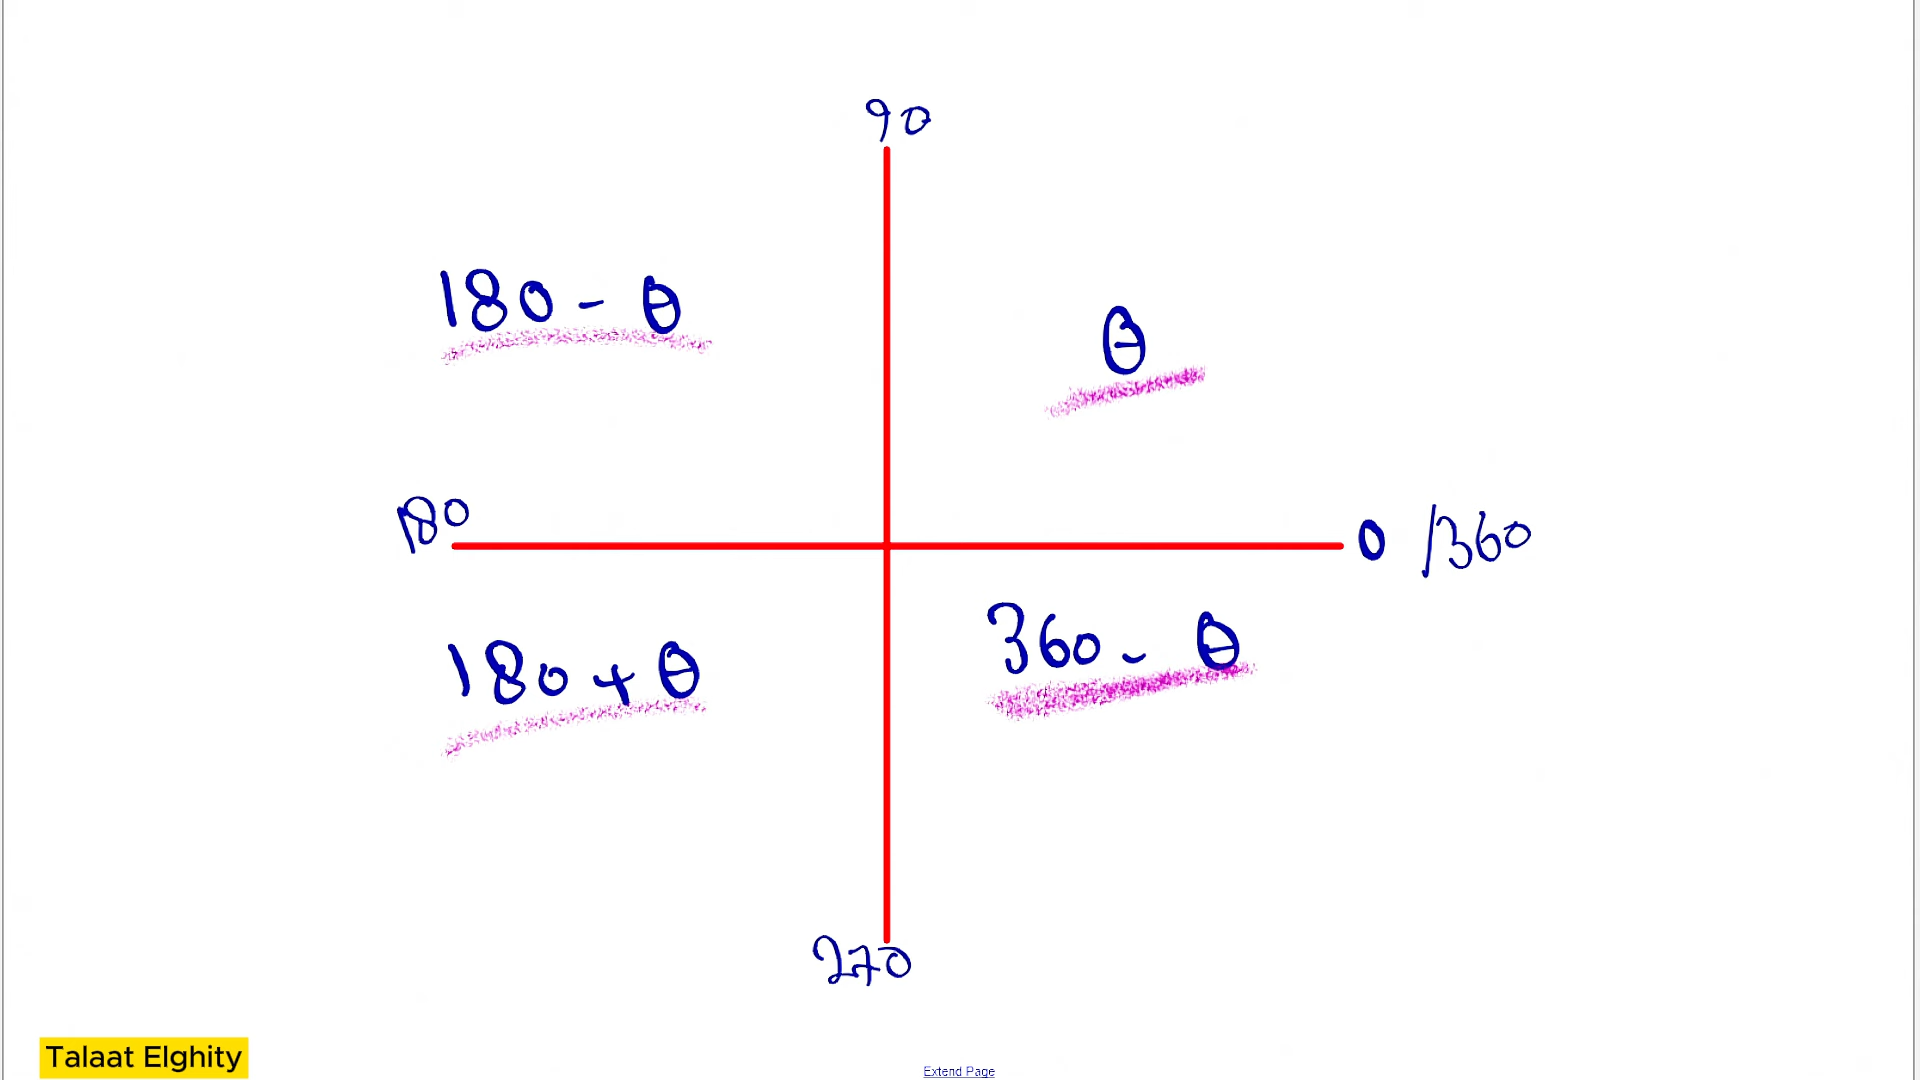 90
180 - θ
θ
180
0 /360
360 - θ
180 + θ
270
Talaat Elghity
Extend Page